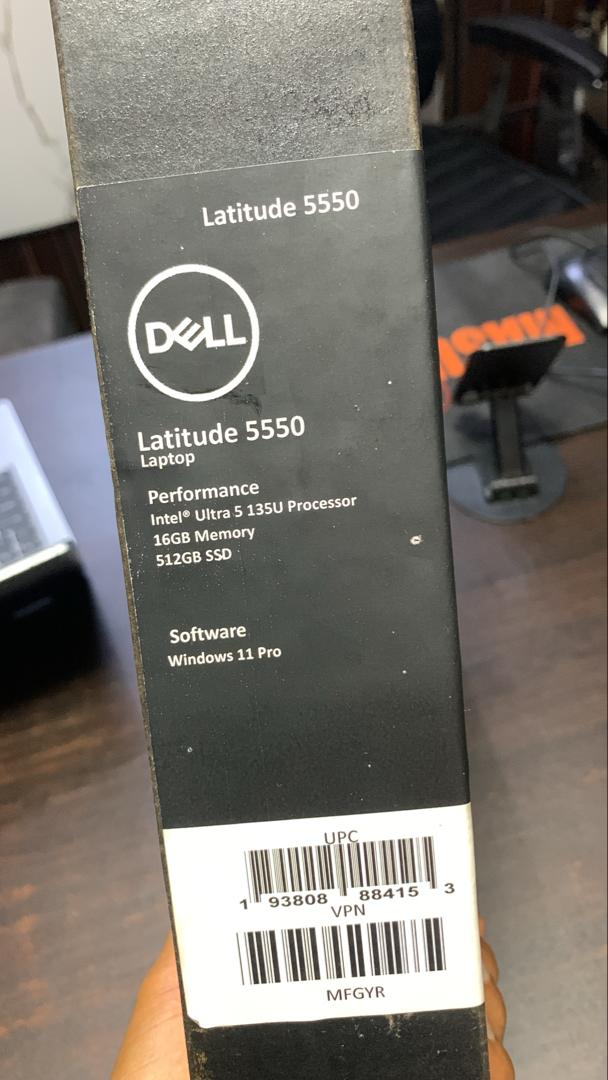 Latitude 5550
DELL
Latitude 5550
Laptop
Performance
Intel® Ultra 5 135U Processor
16GB Memory
512GB SSD
Software
Windows 11 Pro
UPC
1 93808 88415 3
VPN
MFGYR